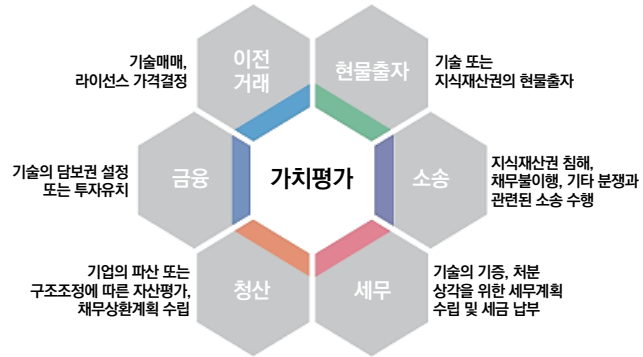 기술매매,
라이선스 가격결정
이전
거래
현물출자
기술 또는
지식재산권의 현물출자
기술의 담보권 설정
또는 투자유치
금융
가치평가
소송
지식재산권 침해,
채무불이행, 기타 분쟁과
관련된 소송 수행
기업의 파산 또는
구조조정에 따른 자산평가,
채무상환계획 수립
청산
세무
기술의 기증, 처분
상각을 위한 세무계획
수립 및 세금 납부